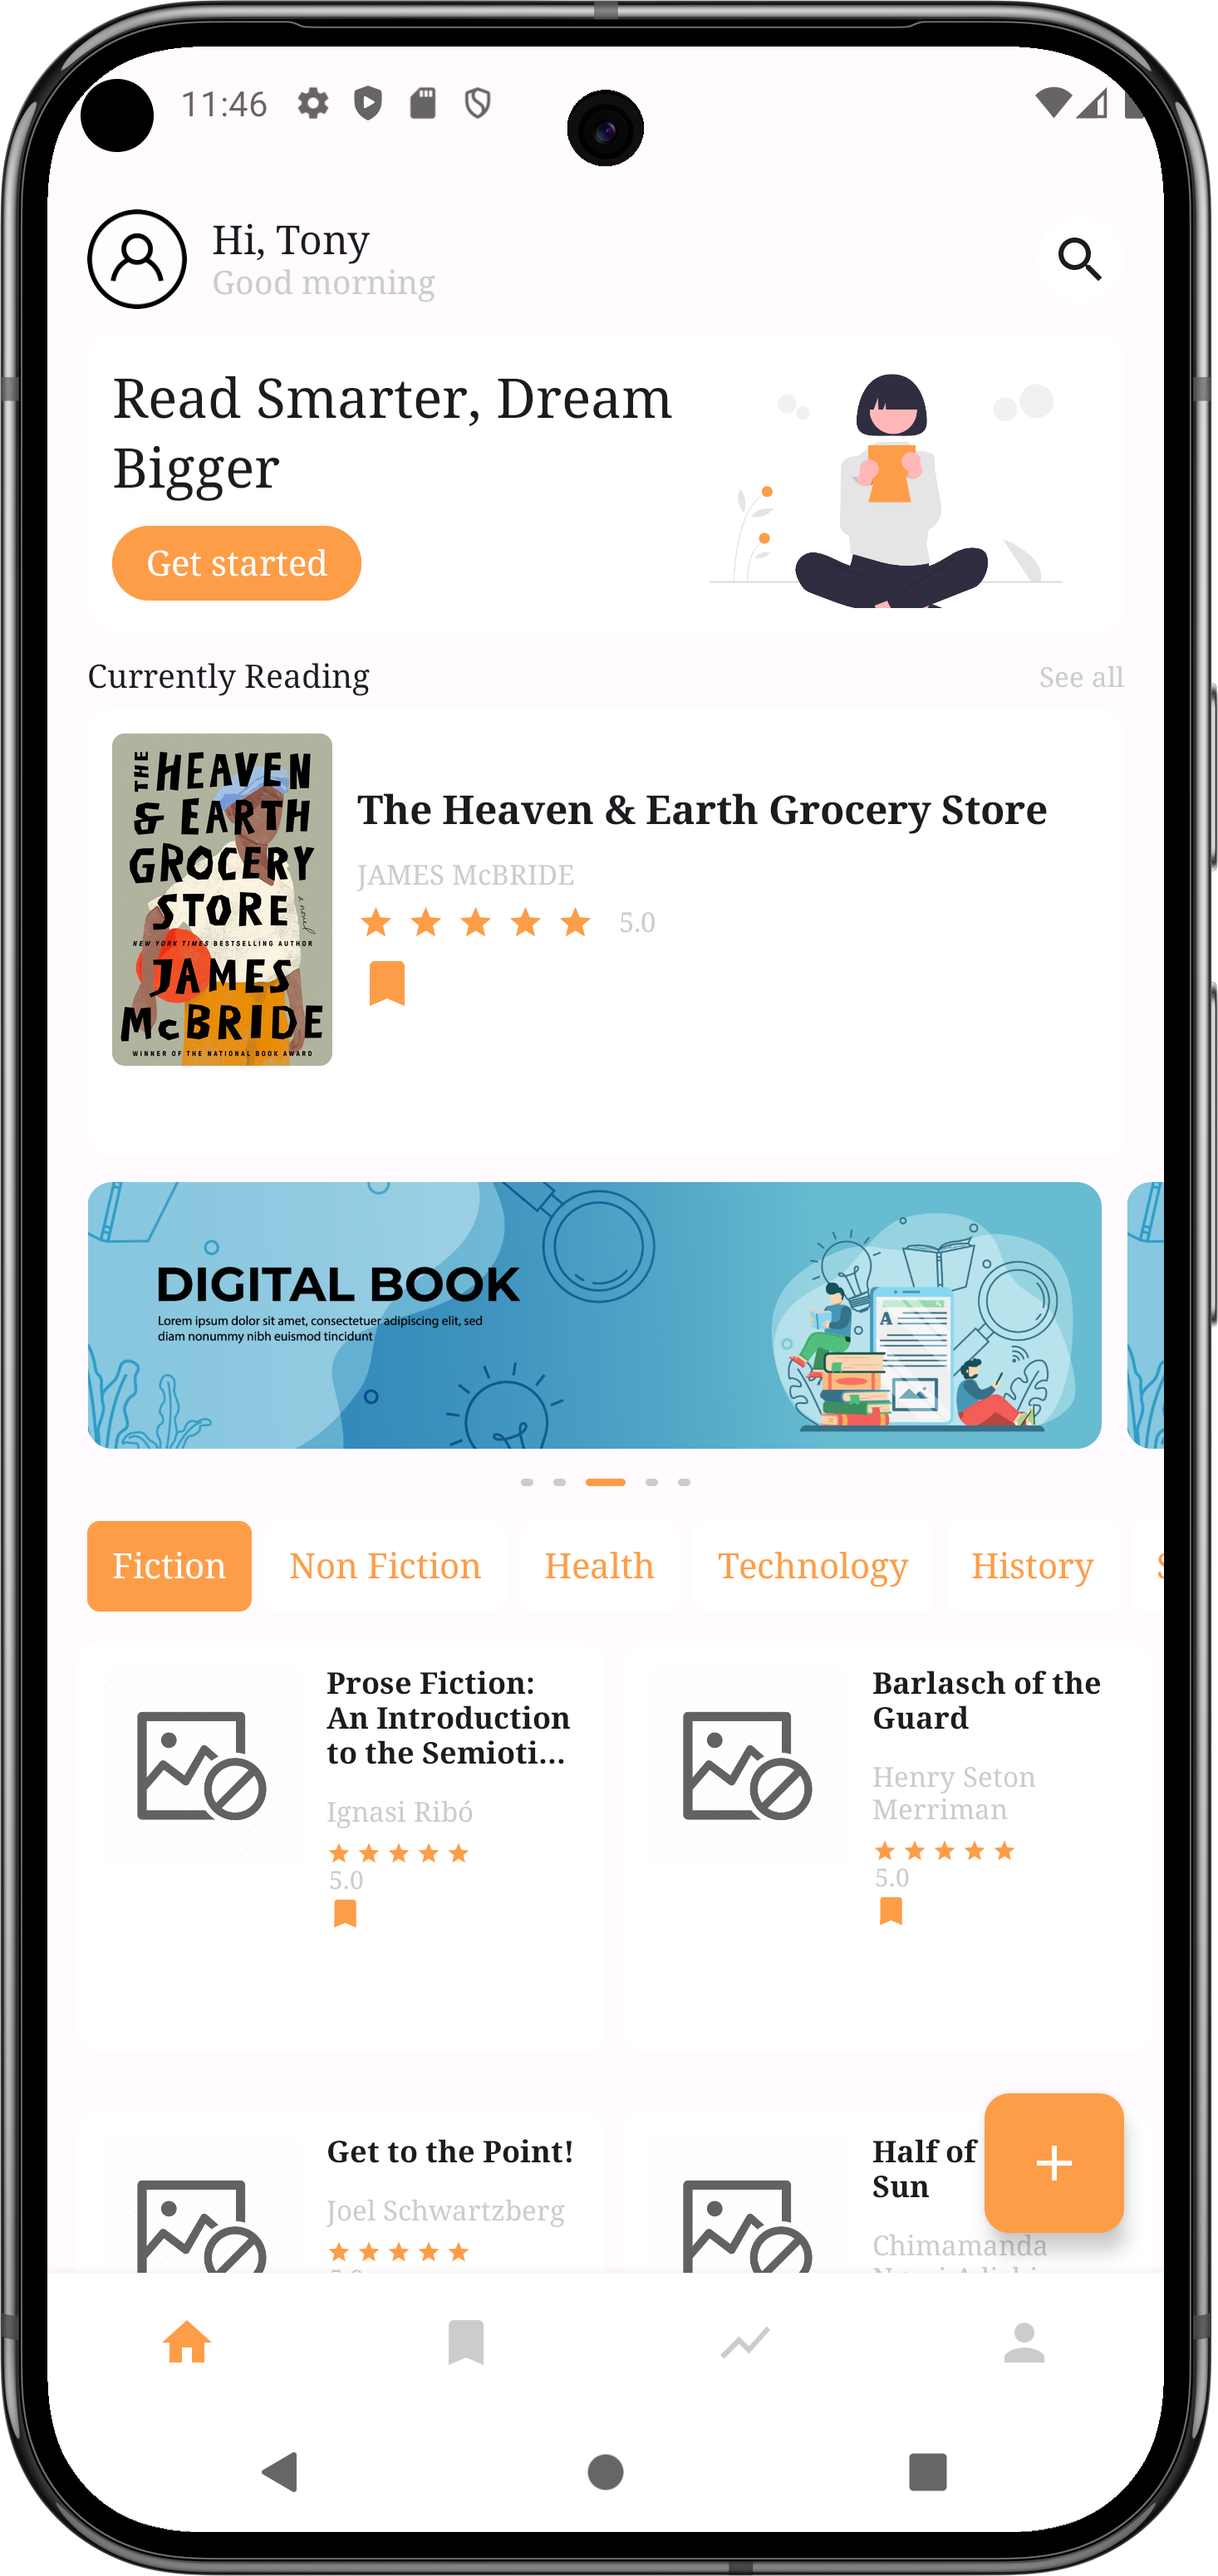 11:46
Hi, Tony
Good morning
Read Smarter, Dream
Bigger
Get started
Currently Reading
See all
THE HEAVEN
& EARTH
GROCERY
STORE
a novel
NEW YORK TIMES BESTSELLING AUTHOR
JAMES
McBRIDE
WINNER OF THE NATIONAL BOOK AWARD
The Heaven & Earth Grocery Store
JAMES McBRIDE
5.0
DIGITAL BOOK
Lorem ipsum dolor sit amet, consectetuer adipiscing elit, sed
diam nonummy nibh euismod tincidunt
A
Fiction
Non Fiction
Health
Technology
History
Prose Fiction:
An Introduction
to the Semioti...
Ignasi Ribó
5.0
Barlasch of the
Guard
Henry Seton
Merriman
5.0
Get to the Point!
Joel Schwartzberg
Half of
Sun
Chimamanda